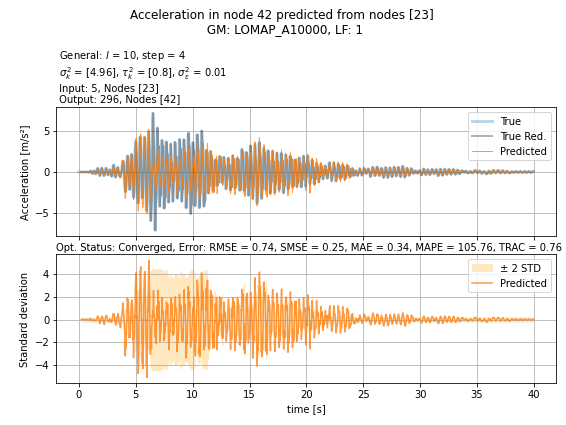 Acceleration in node 42 predicted from nodes [23]
GM: LOMAP_A10000, LF: 1
General: l = 10, step = 4
σ²ₖ = [4.96], τ²ₖ = [0.8], σ²ε = 0.01
Input: 5, Nodes [23]
Output: 296, Nodes [42]
Acceleration [m/s²]
5
0
−5
True
True Red.
Predicted
Opt. Status: Converged, Error: RMSE = 0.74, SMSE = 0.25, MAE = 0.34, MAPE = 105.76, TRAC = 0.76
Standard deviation
4
2
0
−2
−4
± 2 STD
Predicted
0 5 10 15 20 25 30 35 40
time [s]